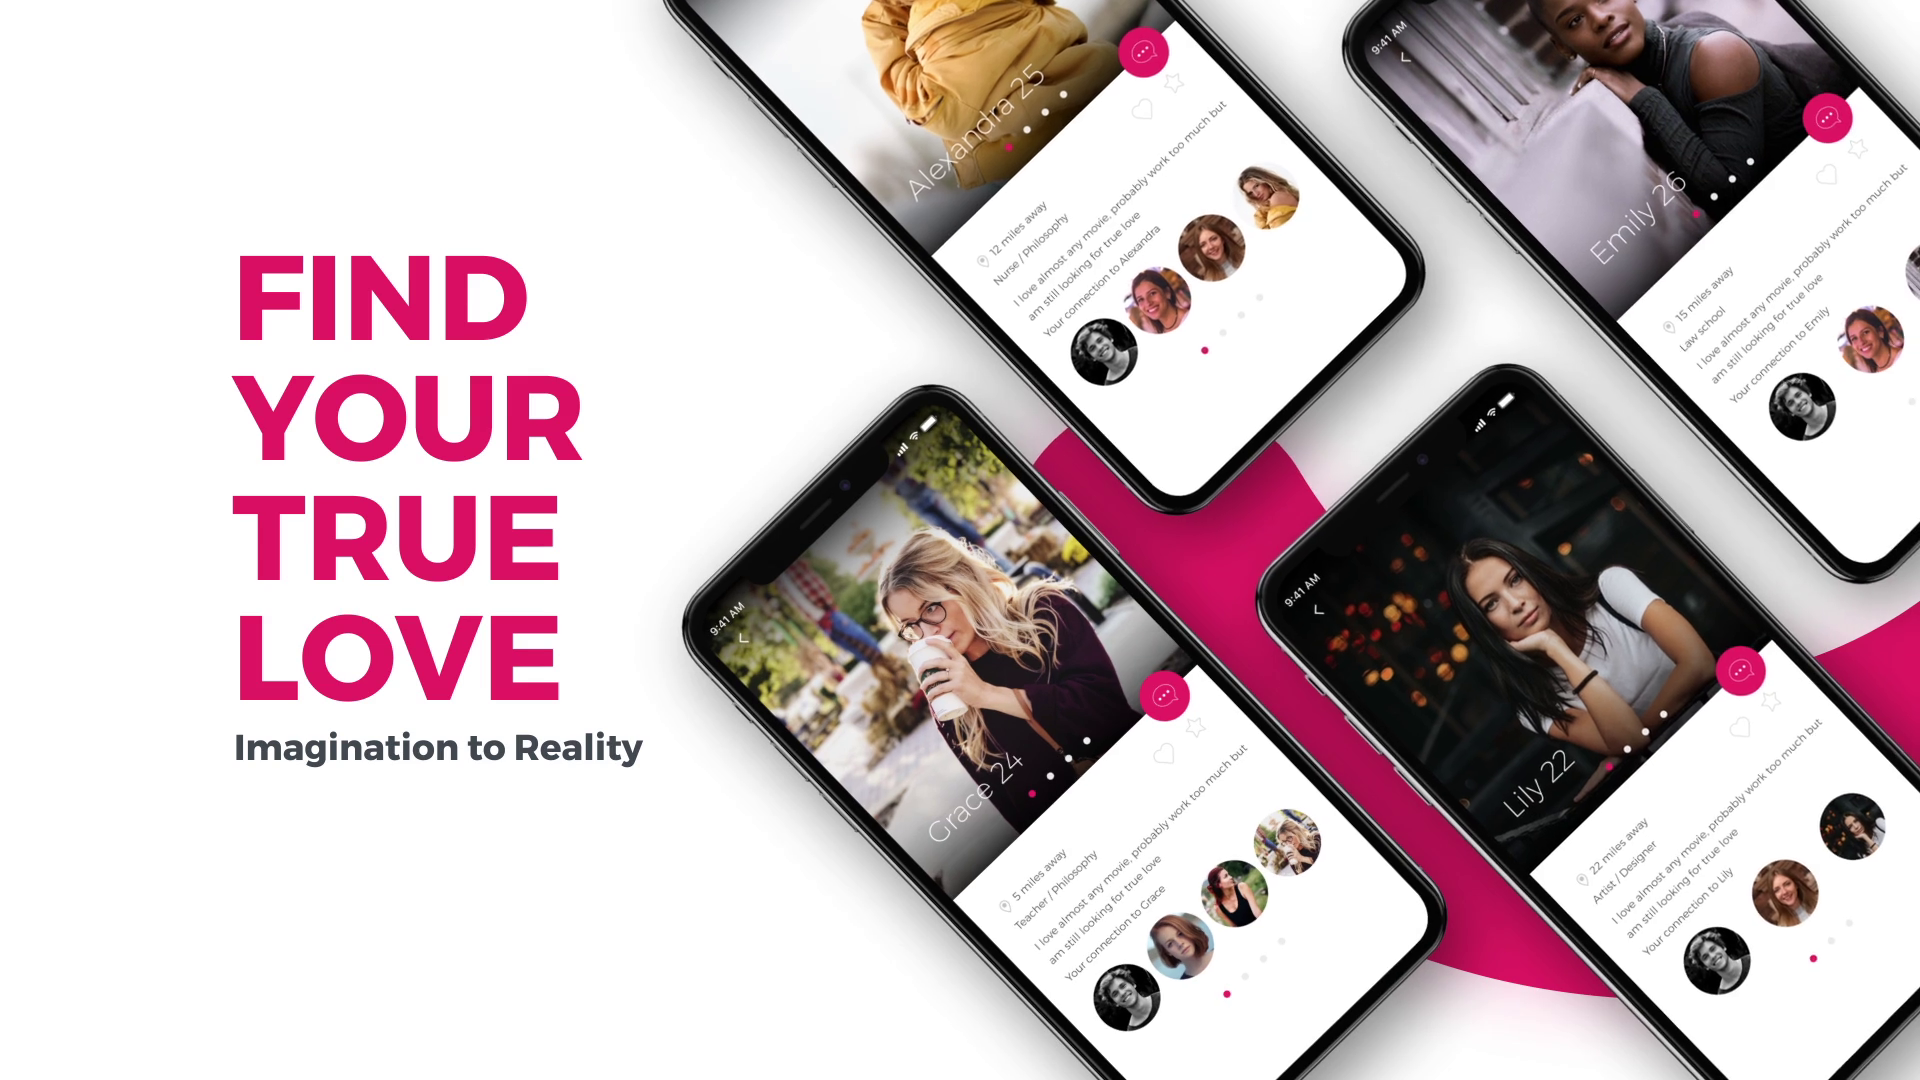 FIND
YOUR
TRUE
LOVE
Imagination to Reality
Alexandra 25
12 miles away
Nurse / Philosophy
I love almost any movie, probably work too much but
am still looking for true love
Your connection to Alexandra
9:41 AM
Emily 26
15 miles away
Law school
I love almost any movie, probably work too much but
am still looking for true love
Your connection to Emily
9:41 AM
Grace 24
5 miles away
Teacher / Philosophy
I love almost any movie, probably work too much but
am still looking for true love
Your connection to Grace
9:41 AM
Lily 22
22 miles away
Artist / Designer
I love almost any movie, probably work too much but
am still looking for true love
Your connection to Lily